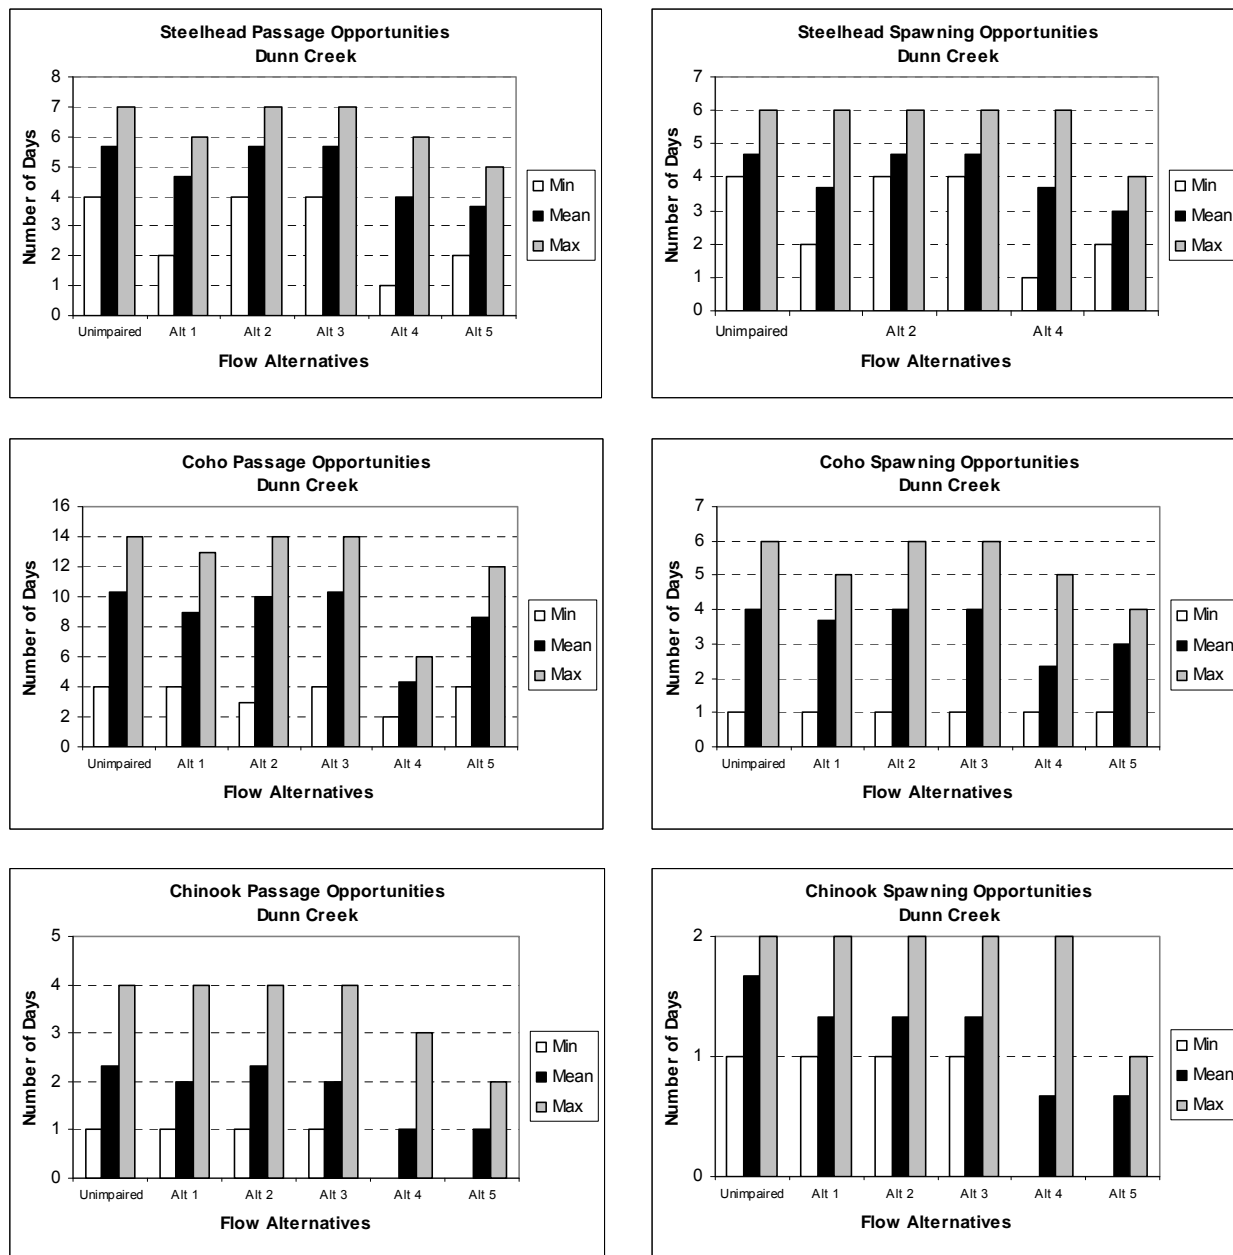 Steelhead Passage Opportunities
Dunn Creek
8
7
6
5
4
3
2
1
0
Number of Days
Unimpaired Alt 1 Alt 2 Alt 3 Alt 4 Alt 5
Flow Alternatives
Min
Mean
Max
Steelhead Spawning Opportunities
Dunn Creek
7
6
5
4
3
2
1
0
Number of Days
Unimpaired Alt 2 Alt 4
Flow Alternatives
Min
Mean
Max
Coho Passage Opportunities
Dunn Creek
16
14
12
10
8
6
4
2
0
Number of Days
Unimpaired Alt 1 Alt 2 Alt 3 Alt 4 Alt 5
Flow Alternatives
Min
Mean
Max
Coho Spawning Opportunities
Dunn Creek
7
6
5
4
3
2
1
0
Number of Days
Unimpaired Alt 1 Alt 2 Alt 3 Alt 4 Alt 5
Flow Alternatives
Min
Mean
Max
Chinook Passage Opportunities
Dunn Creek
5
4
3
2
1
0
Number of Days
Unimpaired Alt 1 Alt 2 Alt 3 Alt 4 Alt 5
Flow Alternatives
Min
Mean
Max
Chinook Spawning Opportunities
Dunn Creek
2
1
0
Number of Days
Unimpaired Alt 1 Alt 2 Alt 3 Alt 4 Alt 5
Flow Alternatives
Min
Mean
Max